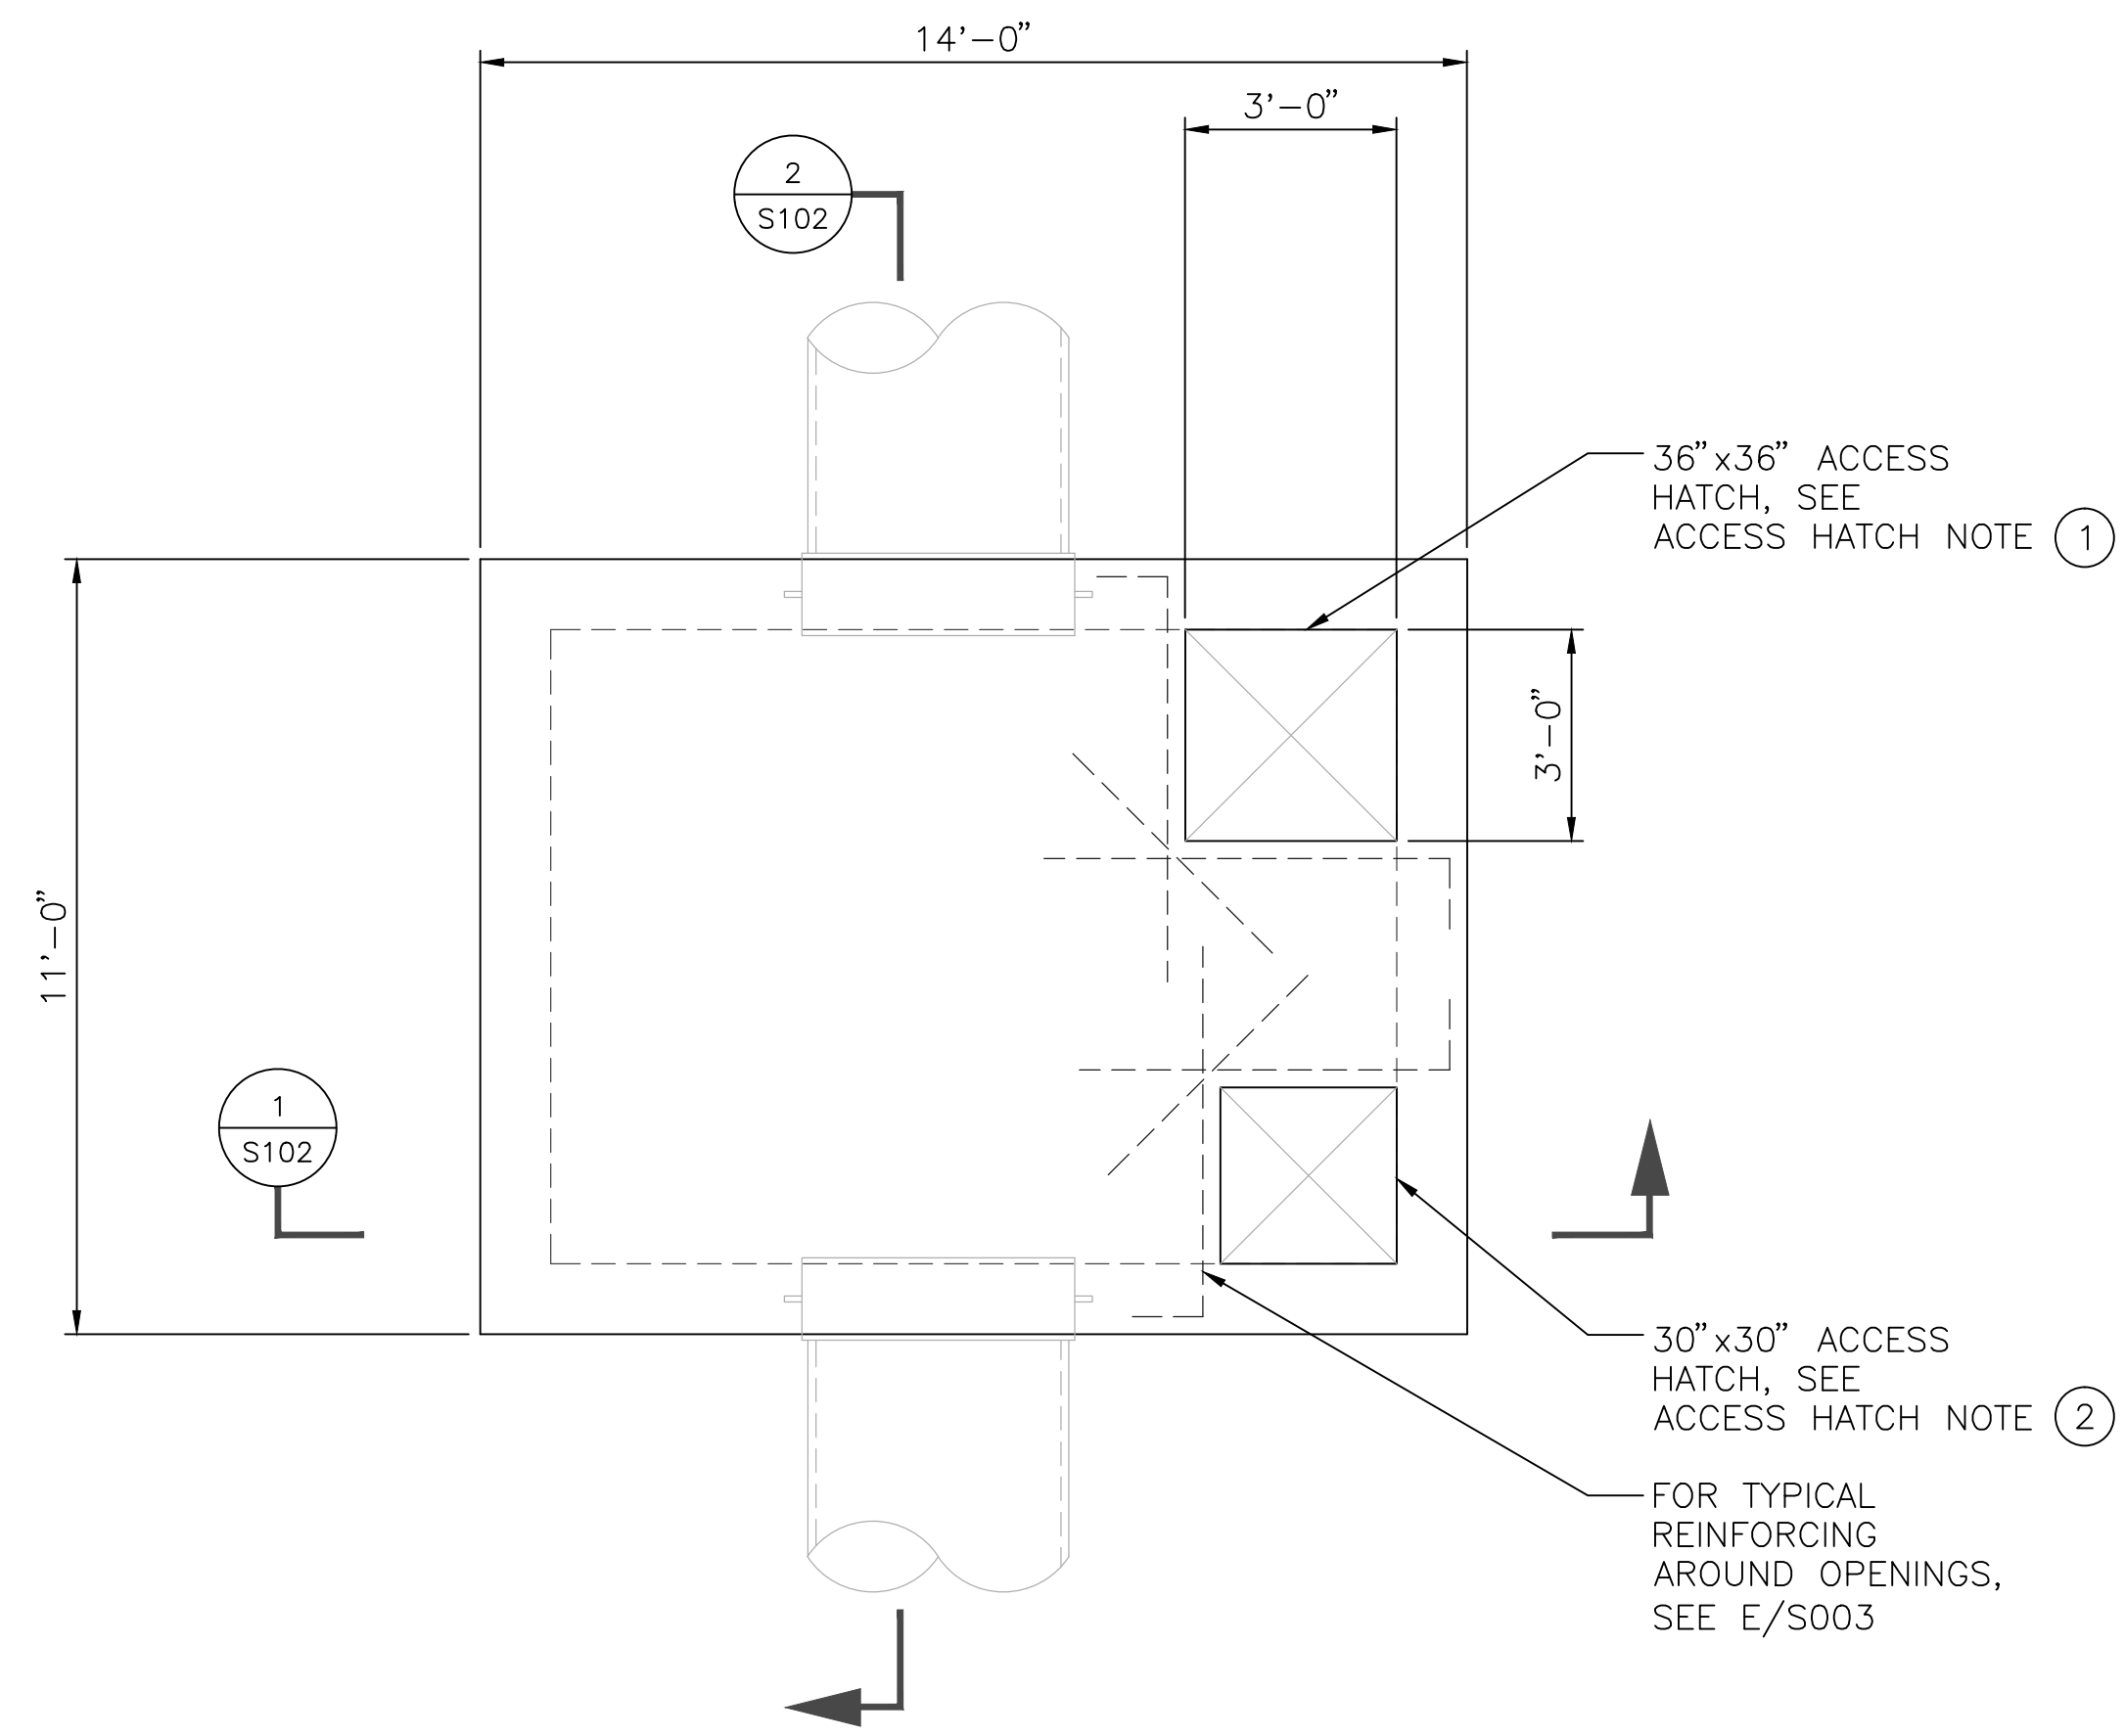 14'-0"
3'-0"
2
S102
36"x36" ACCESS
HATCH, SEE
ACCESS HATCH NOTE 1
3'-0"
11'-0"
1
S102
30"x30" ACCESS
HATCH, SEE
ACCESS HATCH NOTE 2
FOR TYPICAL
REINFORCING
AROUND OPENINGS,
SEE E/S003